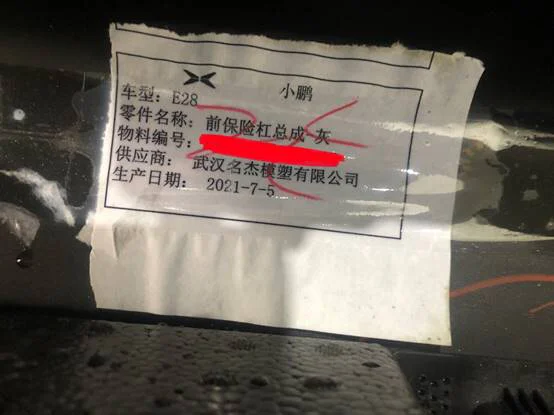 小鹏
车型：E28
零件名称：前保险杠总成 灰
物料编号：
供应商： 武汉名杰模塑有限公司
生产日期： 2021-7-5